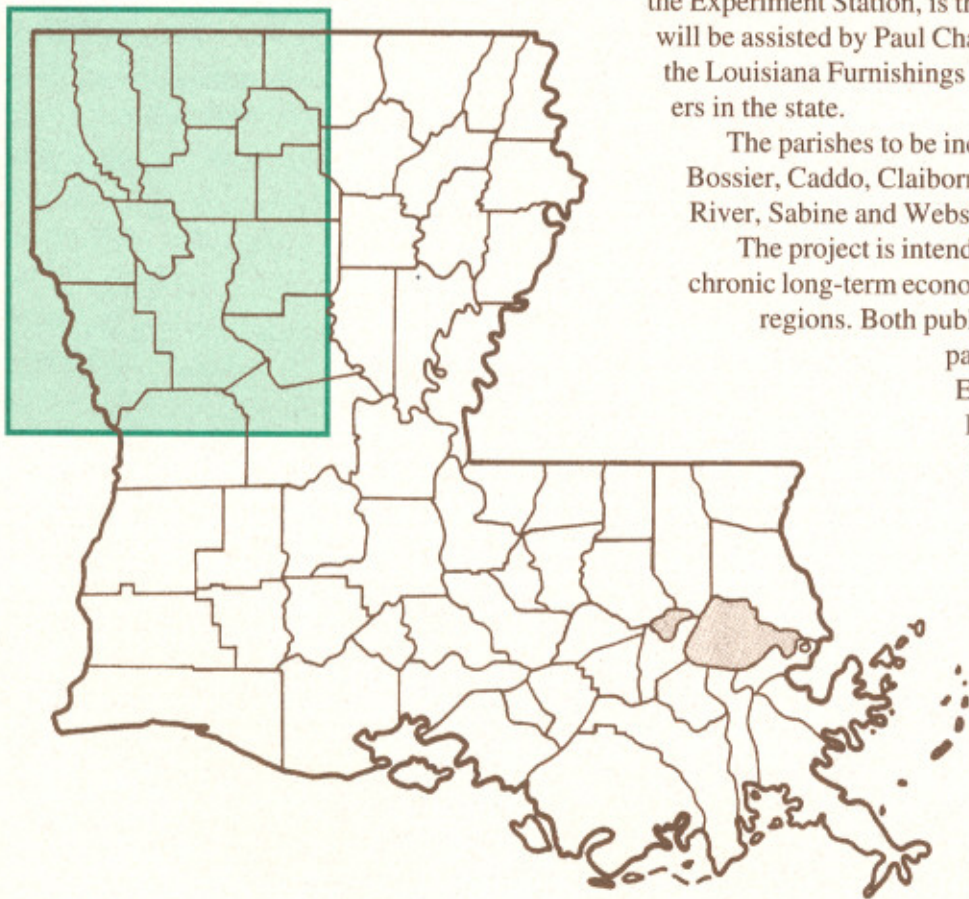 the Experiment Station, is th
will be assisted by Paul Cha
the Louisiana Furnishings
ers in the state.
The parishes to be inc
Bossier, Caddo, Claiborn
River, Sabine and Webs
The project is intend
chronic long-term econo
regions. Both publ
pa
E